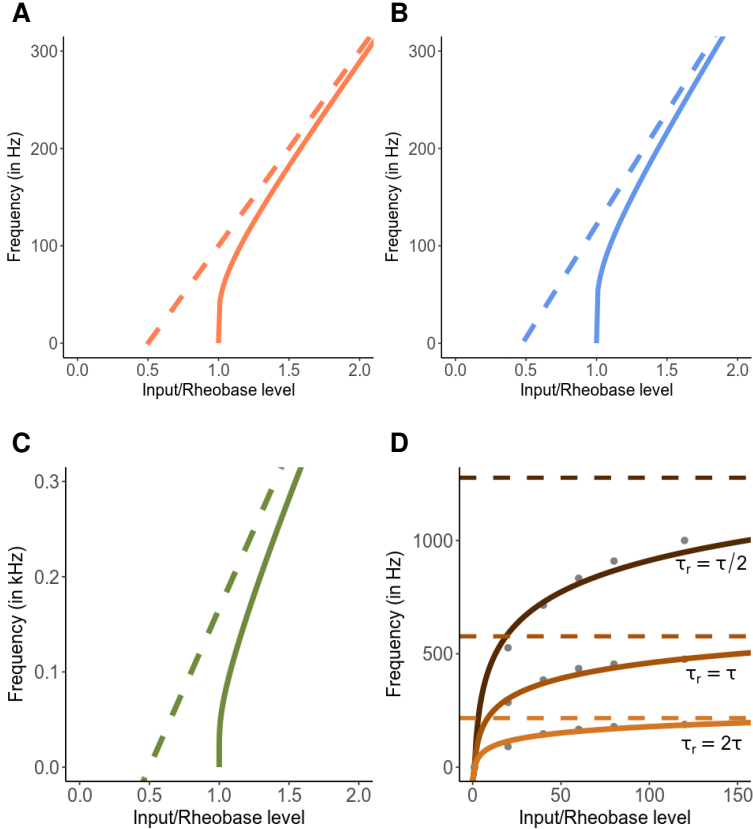 A
300
200
100
0
Frequency (in Hz)
0.0 0.5 1.0 1.5 2.0
Input/Rheobase level
B
300
200
100
0
Frequency (in Hz)
0.0 0.5 1.0 1.5 2.0
Input/Rheobase level
C
0.3
0.2
0.1
0.0
Frequency (in kHz)
0.0 0.5 1.0 1.5 2.0
Input/Rheobase level
D
1000
500
0
Frequency (in Hz)
τr = τ/2
τr = τ
τr = 2τ
0 50 100 150
Input/Rheobase level